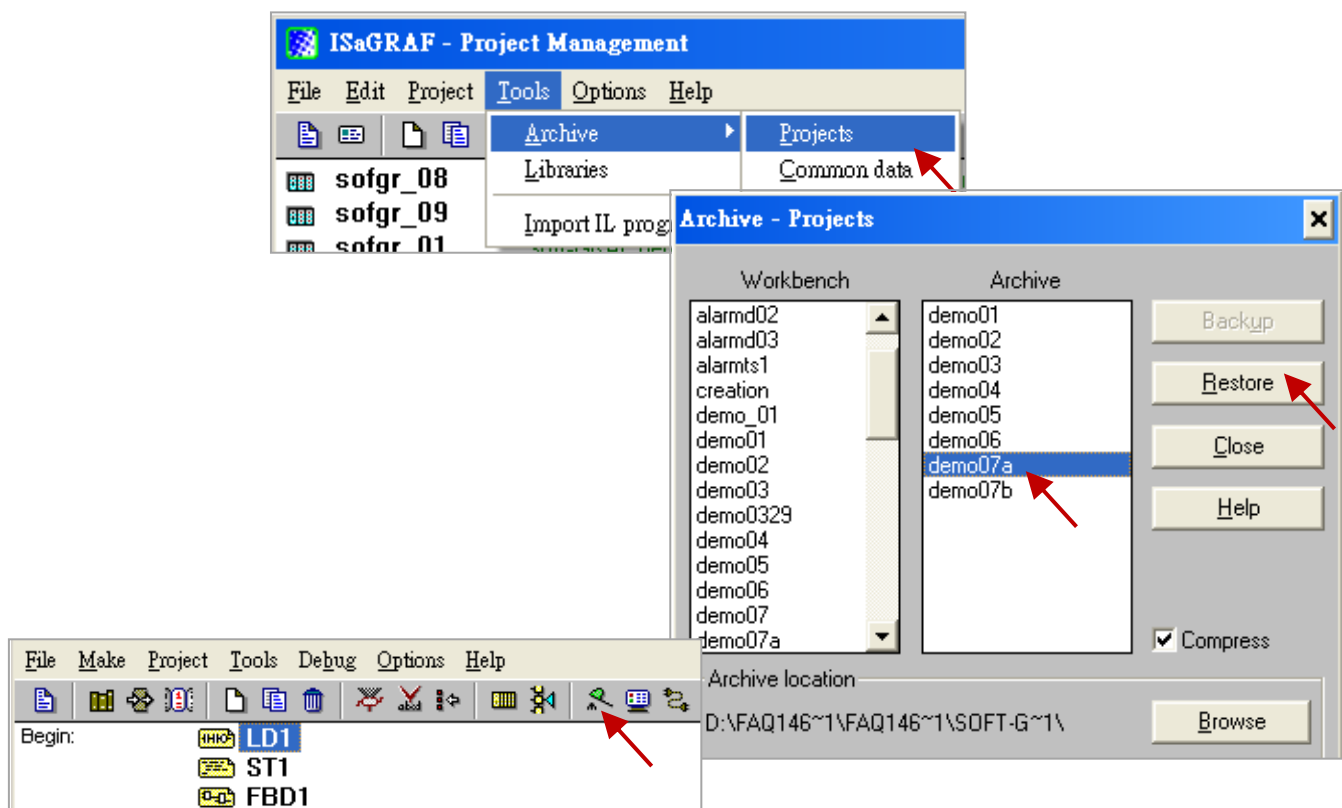 ISaGRAF - Project Management
File Edit Project Tools Options Help
Archive
Projects
Libraries
Common data
Import IL prog
sofgr_08
sofgr_09
sofgr_01
Archive - Projects
Workbench
alarmd02
alarmd03
alarmts1
creation
demo_01
demo01
demo02
demo03
demo0329
demo04
demo05
demo06
demo07
demo07a
Archive
demo01
demo02
demo03
demo04
demo05
demo06
demo07a
demo07b
Backup
Restore
Close
Help
Compress
Archive location
D:\FAQ146~1\FAQ146~1\SOFT-G~1\
Browse
File Make Project Tools Debug Options Help
Begin:
LD1
ST1
FBD1